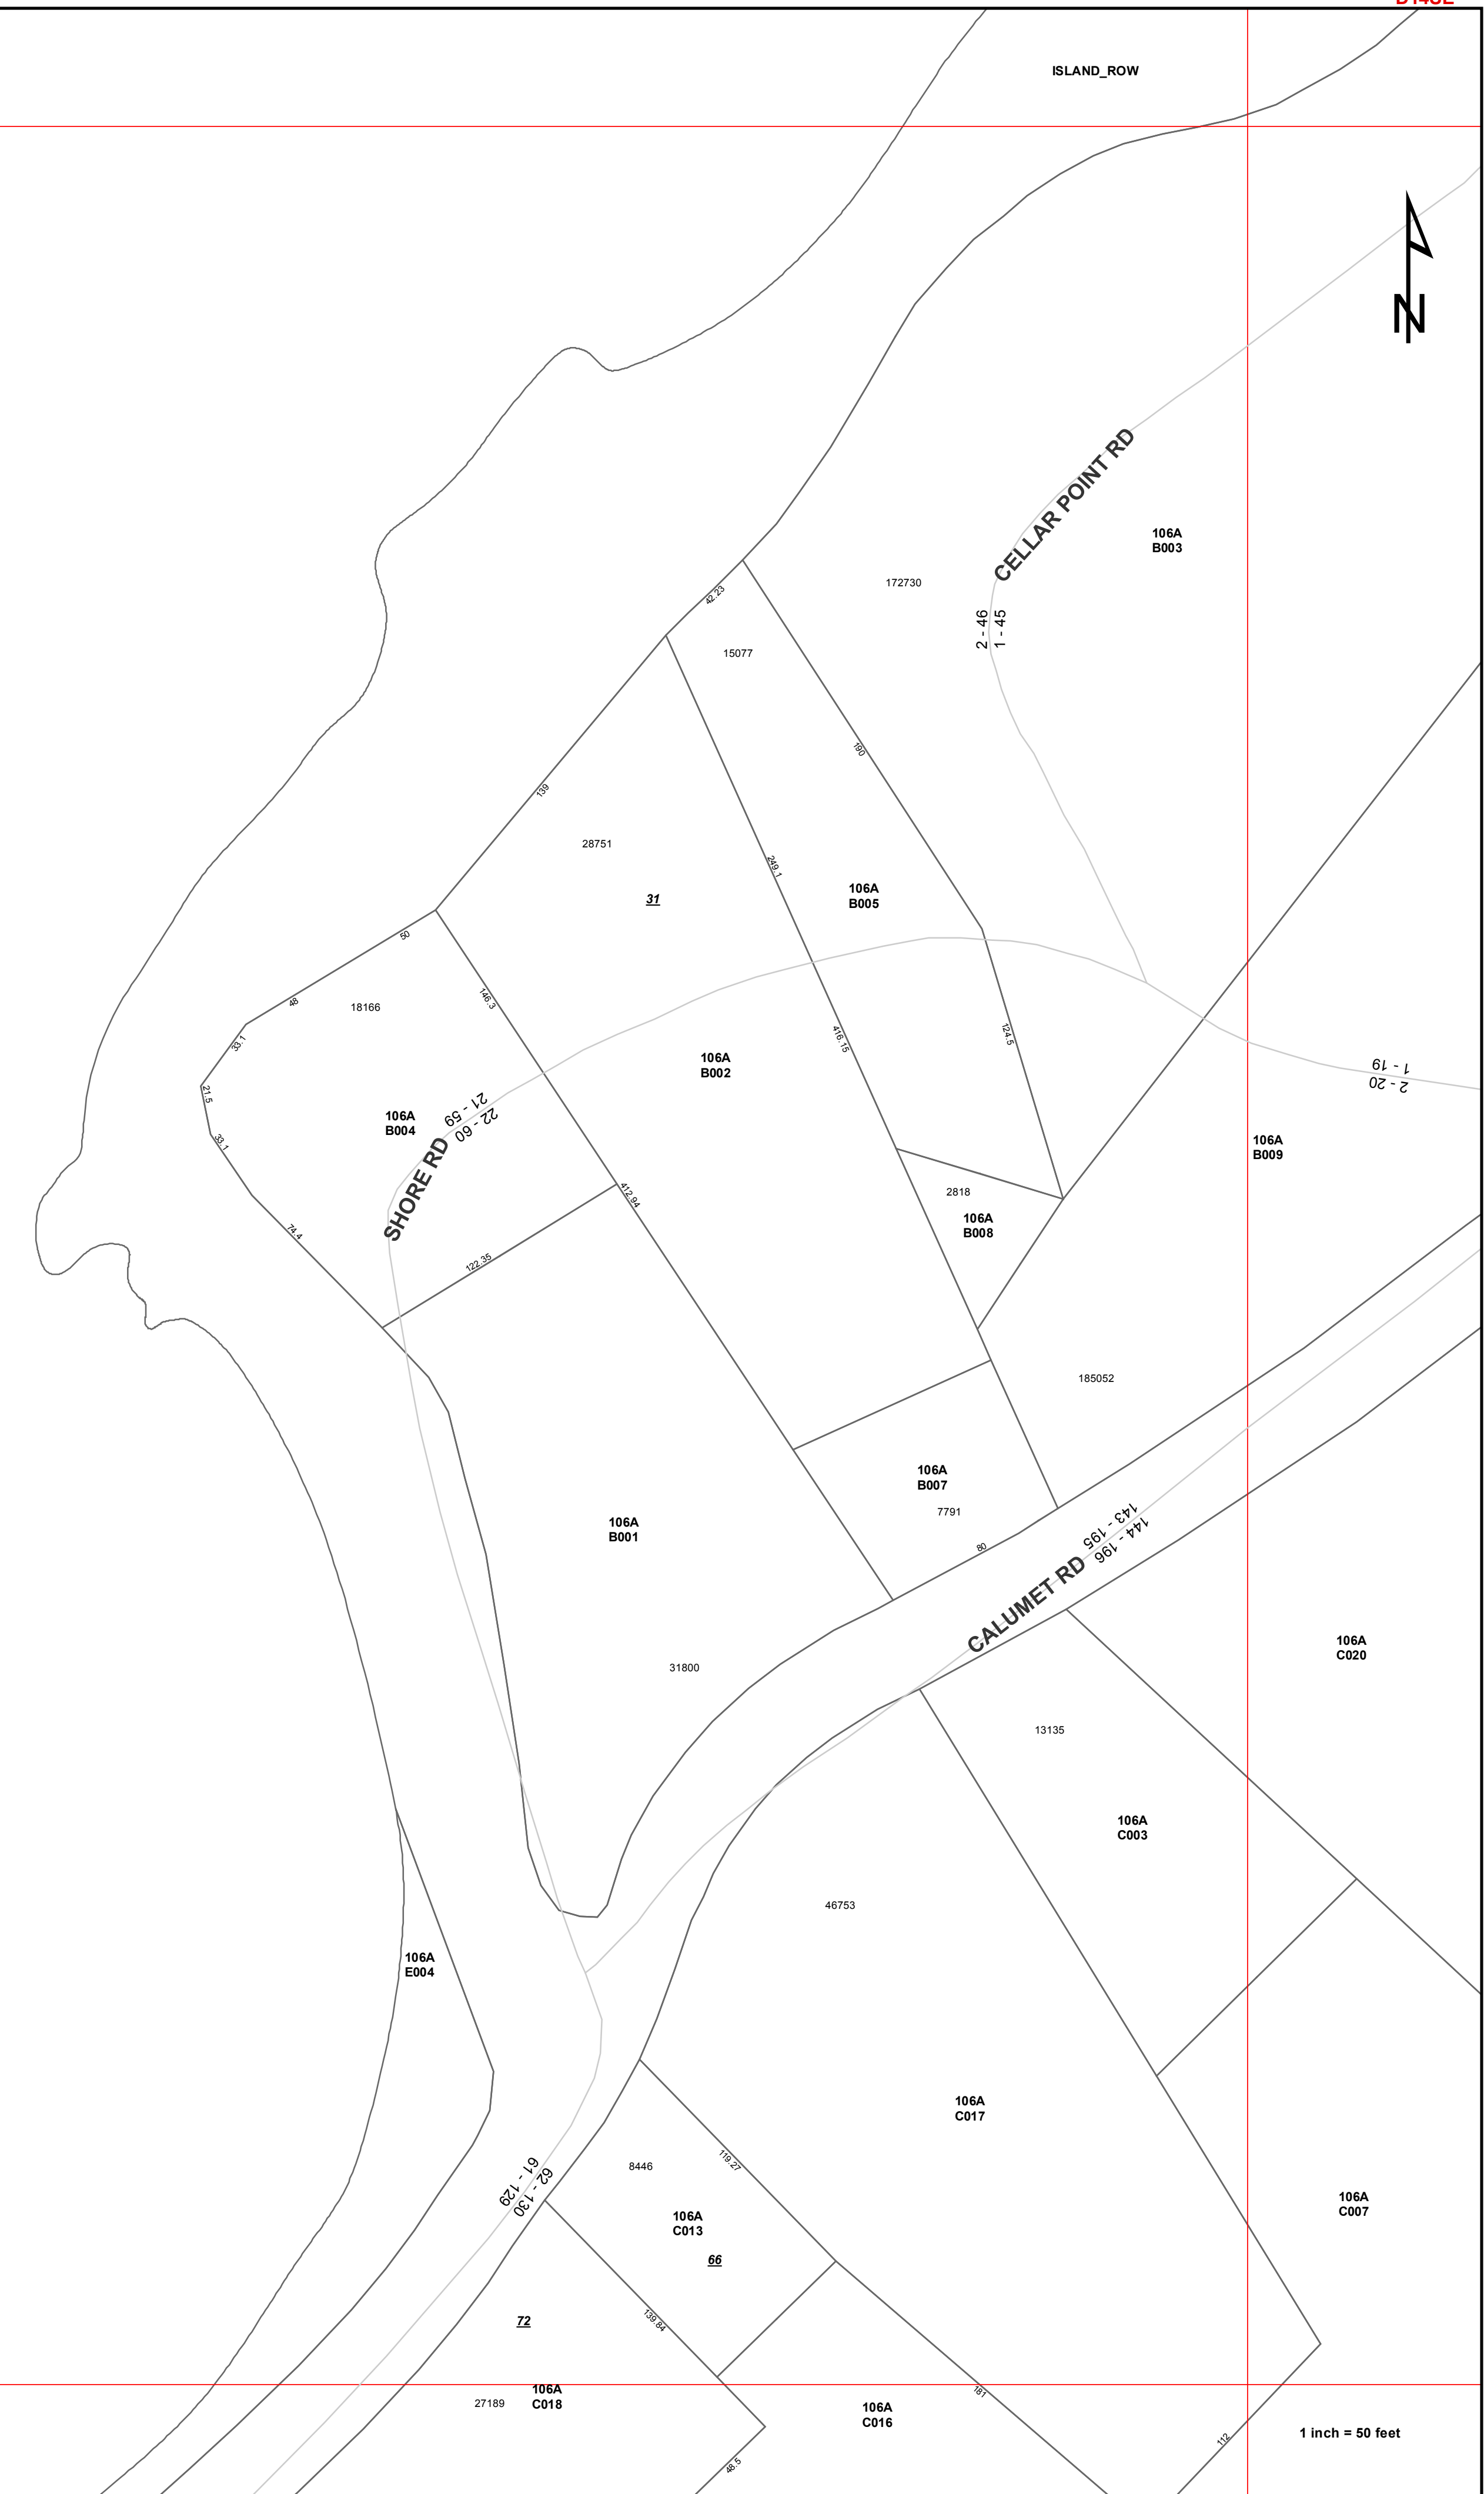 ISLAND_ROW
N
CELLAR POINT RD
106A
B003
172730
2 - 46
1 - 45
42.23
15077
190
139
28751
249.1
31
106A
B005
50
48
18166
146.3
33.1
416.15
124.5
106A
B002
1 - 19
2 - 20
21.5
106A
B004
21 - 59
22 - 60
33.1
SHORE RD
106A
B009
412.94
2818
106A
B008
74.4
122.35
185052
106A
B007
7791
106A
B001
80
143 - 195
144 - 196
CALUMET RD
106A
C020
31800
13135
106A
C003
46753
106A
E004
106A
C017
119.27
8446
61 - 129
62 - 130
106A
C007
106A
C013
66
139.84
72
181
106A
C018
27189
106A
C016
1 inch = 50 feet
112
48.5